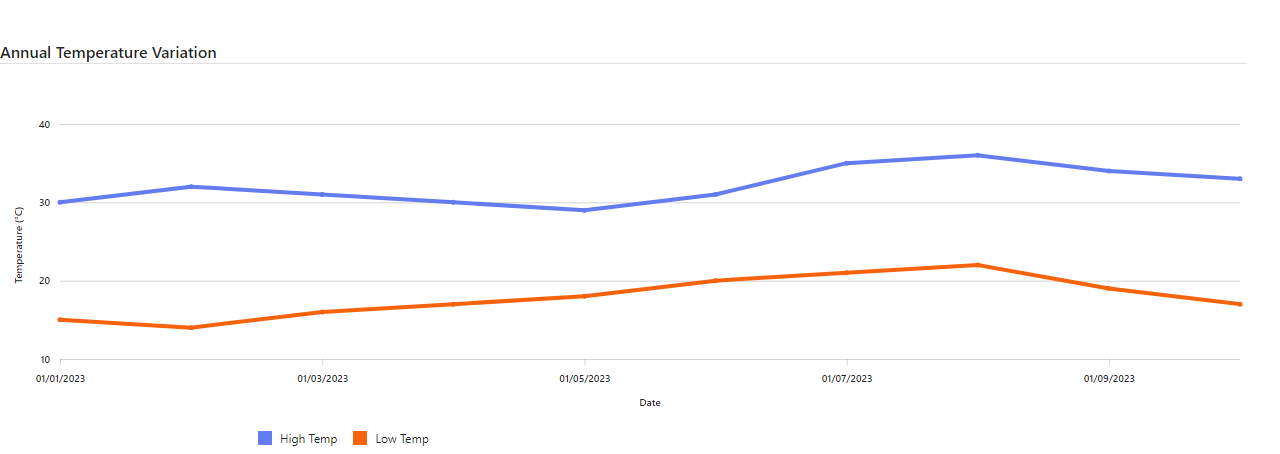 Annual Temperature Variation
40
30
20
10
Temperature (°C)
01/01/2023 01/03/2023 01/05/2023 01/07/2023 01/09/2023
Date
High Temp Low Temp